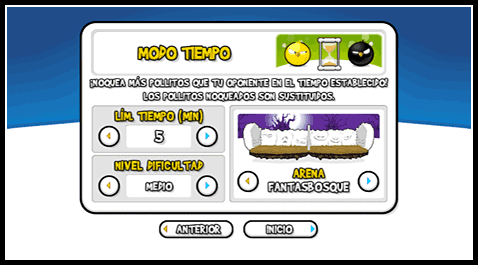 MODO TIEMPO
¡NOQUEA MÁS POLLITOS QUE TU OPONENTE EN EL TIEMPO ESTABLECIDO!
LOS POLLITOS NOQUEADOS SON SUSTITUIDOS.
LÍM. TIEMPO (MIN)
5
NIVEL DIFICULTAD
MEDIO
ARENA
FANTASBOSQUE
ANTERIOR
INICIO